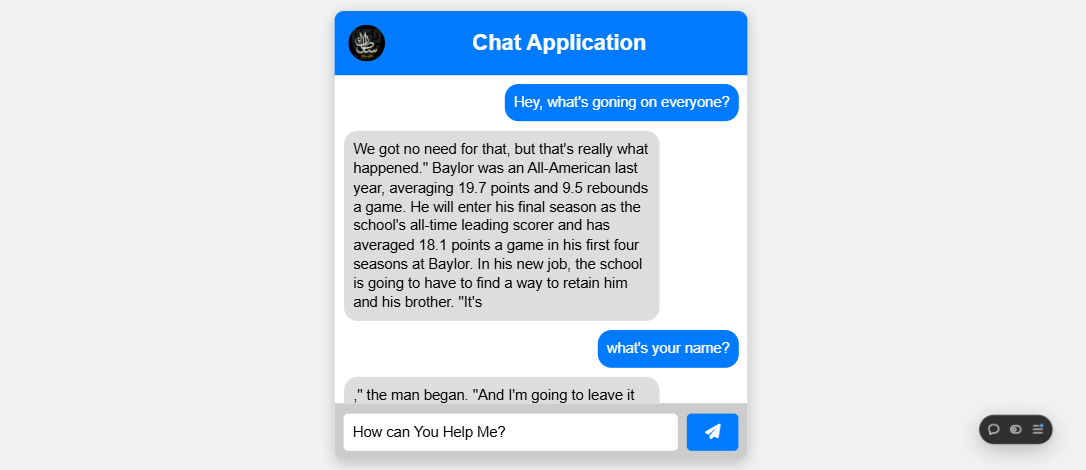 Chat Application
Hey, what's goning on everyone?
We got no need for that, but that's really what
happened." Baylor was an All-American last
year, averaging 19.7 points and 9.5 rebounds
a game. He will enter his final season as the
school's all-time leading scorer and has
averaged 18.1 points a game in his first four
seasons at Baylor. In his new job, the school
is going to have to find a way to retain him
and his brother. "It's
what's your name?
," the man began. "And I'm going to leave it
How can You Help Me?